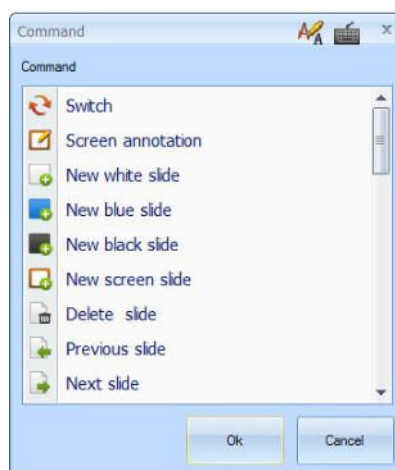 Command
Command
Switch
Screen annotation
New white slide
New blue slide
New black slide
New screen slide
Delete slide
Previous slide
Next slide
Ok
Cancel